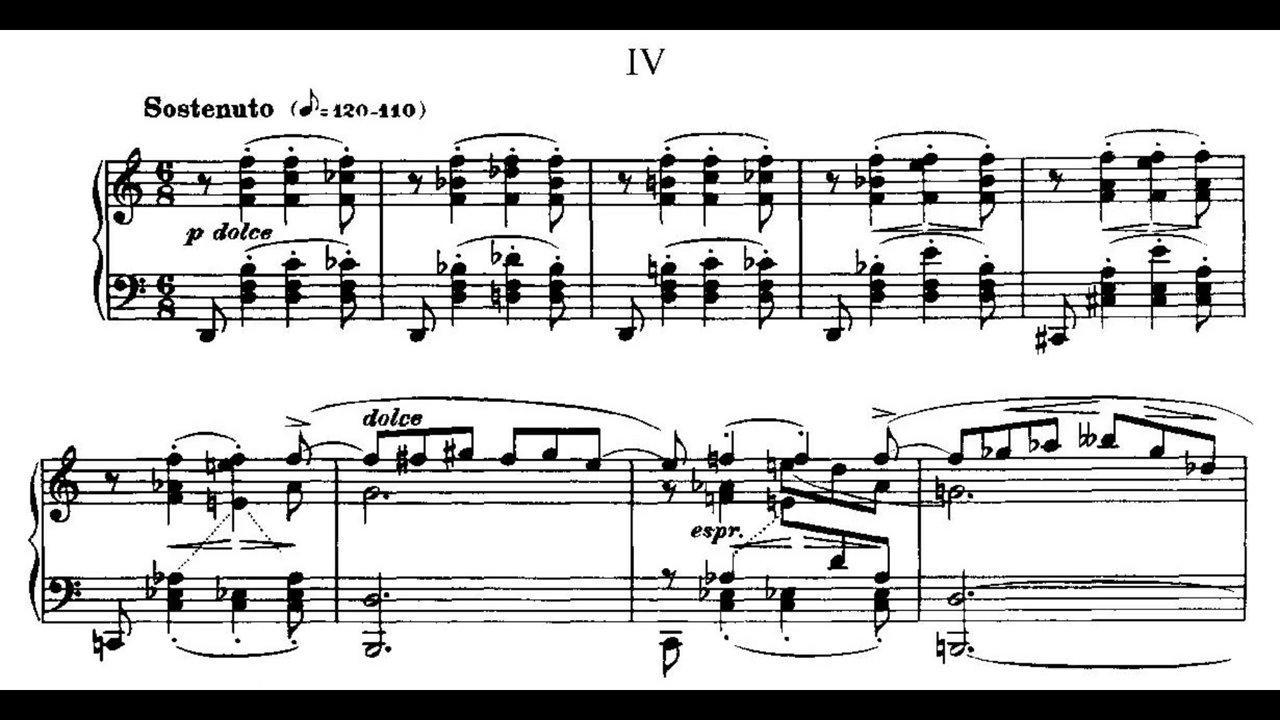 IV
Sostenuto (♪=120-110)
p dolce
dolce
espr.